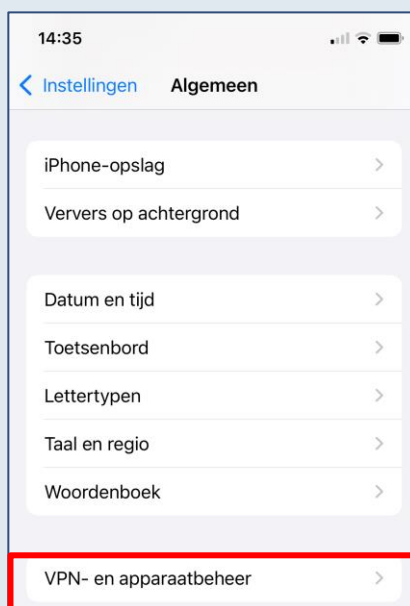 14:35
Instellingen Algemeen
iPhone-opslag
Ververs op achtergrond
Datum en tijd
Toetsenbord
Lettertypen
Taal en regio
Woordenboek
VPN- en apparaatbeheer